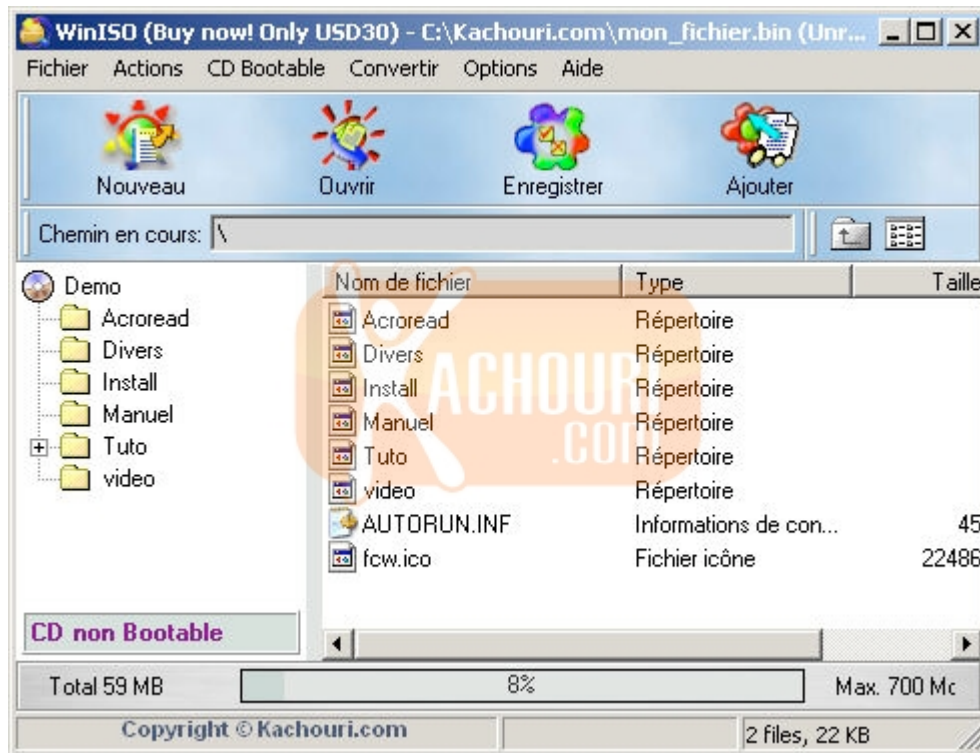 WinISO (Buy now! Only USD30) - C:\Kachouri.com\mon_fichier.bin (Unr...
Fichier Actions CD Bootable Convertir Options Aide
Nouveau Ouvrir Enregistrer Ajouter
Chemin en cours: \
Demo
Acroread
Divers
Install
Manuel
Tuto
video
CD non Bootable
Nom de fichier Type Taille
Acroread Répertoire
Divers Répertoire
Install Répertoire
Manuel Répertoire
Tuto Répertoire
video Répertoire
AUTORUN.INF Informations de con... 45
fcw.ico Fichier icône 22486
KACHOURI
.COM
Total 59 MB 8% Max. 700 Mc
Copyright © Kachouri.com 2 files, 22 KB